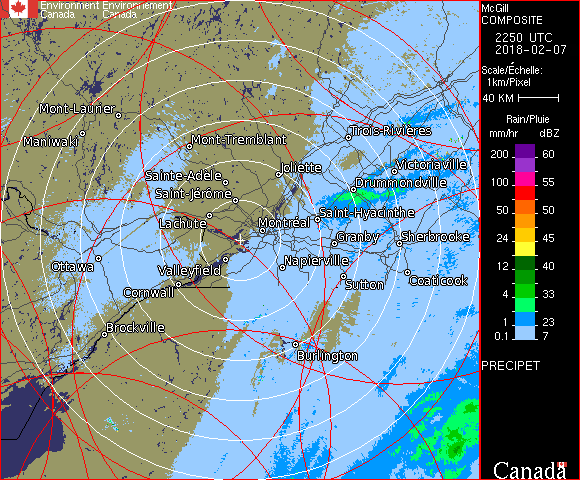 Environment Environnement
Canada Canada
McGill
COMPOSITE
2250 UTC
2018-02-07
Scale/Échelle:
1km/Pixel
40 KM
Rain/Pluie
mm/hr dBZ
200 60
100 55
50 50
24 45
12 40
4 33
1 23
0.1 7
PRECIPET
Canada
Mont-Laurier
Maniwaki
Mont-Tremblant
Trois-Rivières
Joliette
Victoriaville
Sainte-Adèle
Drummondville
Saint-Jérôme
Saint-Hyacinthe
Lachute
Montréal
Granby
Sherbrooke
Ottawa
Valleyfield
Napierville
Cornwall
Sutton
Coaticook
Brockville
Burlington